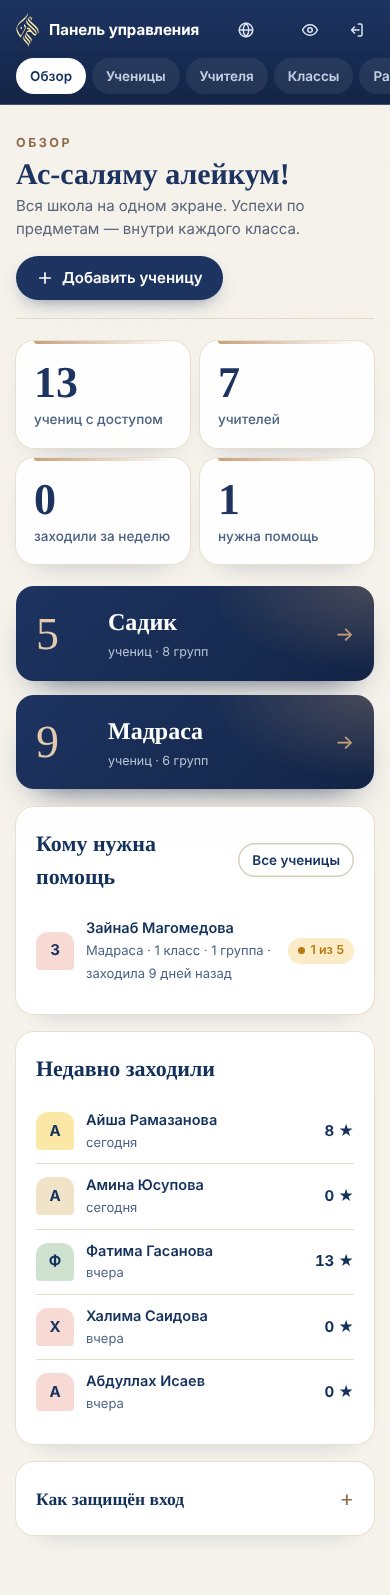 Панель управления
Обзор
Ученицы
Учителя
Классы
Ра
ОБЗОР
Ас-саляму алейкум!
Вся школа на одном экране. Успехи по
предметам — внутри каждого класса.
+ Добавить ученицу
13
учениц с доступом
7
учителей
0
заходили за неделю
1
нужна помощь
5
Садик
учениц · 8 групп
→
9
Мадраса
учениц · 6 групп
→
Кому нужна
помощь
Все ученицы
З
Зайнаб Магомедова
Мадраса · 1 класс · 1 группа ·
заходила 9 дней назад
1 из 5
Недавно заходили
А
Айша Рамазанова
сегодня
8 ★
А
Амина Юсупова
сегодня
0 ★
Ф
Фатима Гасанова
вчера
13 ★
Х
Халима Саидова
вчера
0 ★
А
Абдуллах Исаев
вчера
0 ★
Как защищён вход
+